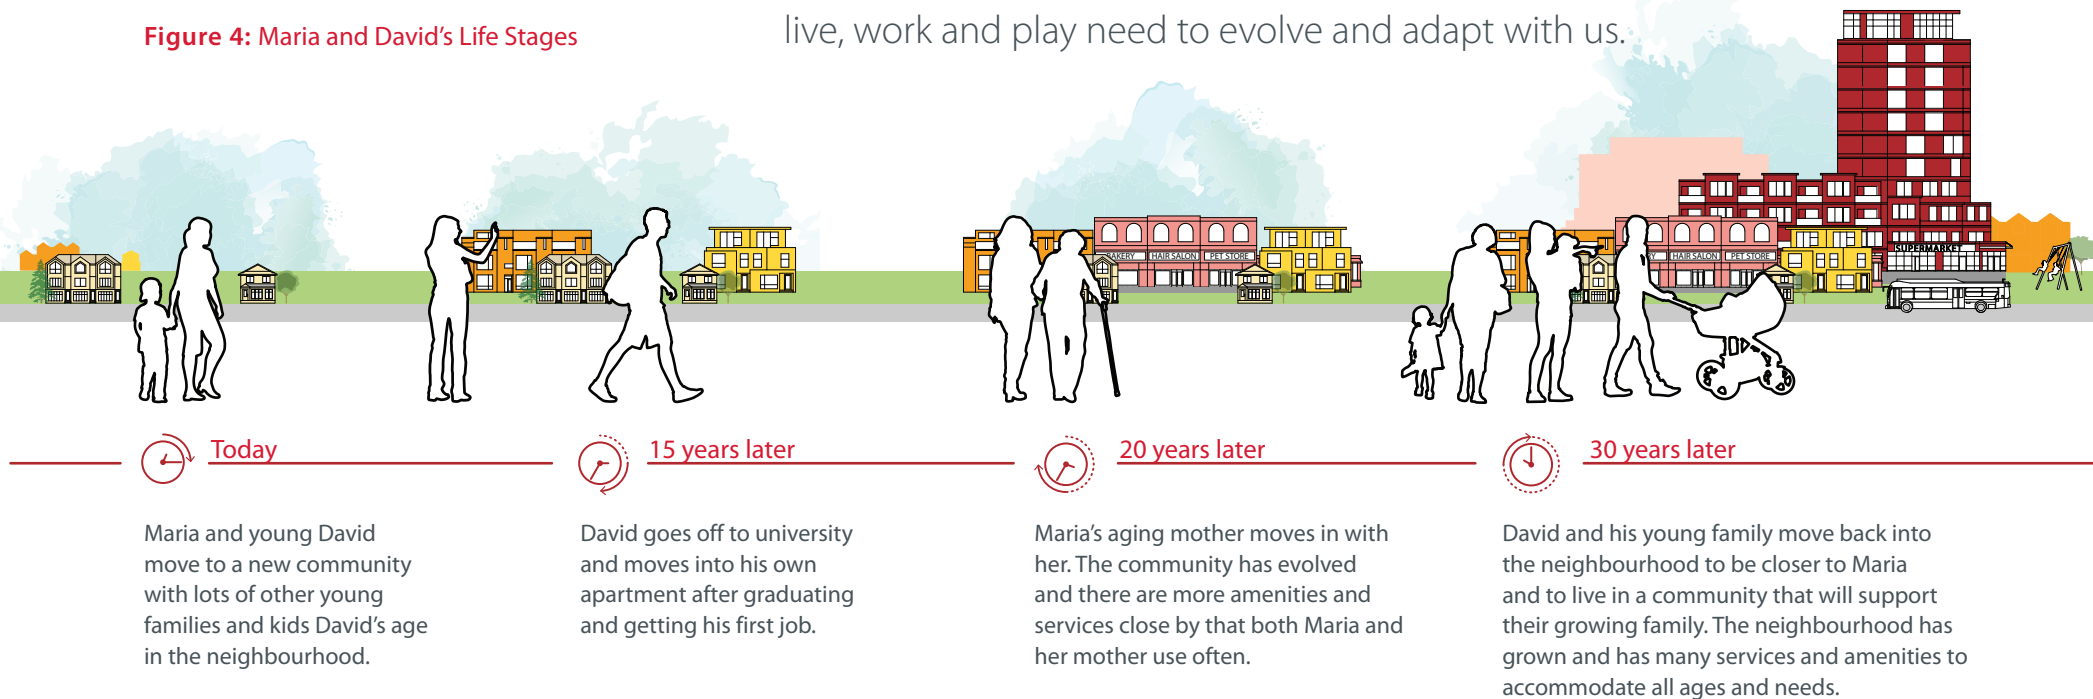 Figure 4: Maria and David's Life Stages
live, work and play need to evolve and adapt with us.
BAKERY
HAIR SALON
PET STORE
HAIR SALON
PET STORE
SUPERMARKET
Today
Maria and young David
move to a new community
with lots of other young
families and kids David's age
in the neighbourhood.
15 years later
David goes off to university
and moves into his own
apartment after graduating
and getting his first job.
20 years later
Maria's aging mother moves in with
her. The community has evolved
and there are more amenities and
services close by that both Maria and
her mother use often.
30 years later
David and his young family move back into
the neighbourhood to be closer to Maria
and to live in a community that will support
their growing family. The neighbourhood has
grown and has many services and amenities to
accommodate all ages and needs.